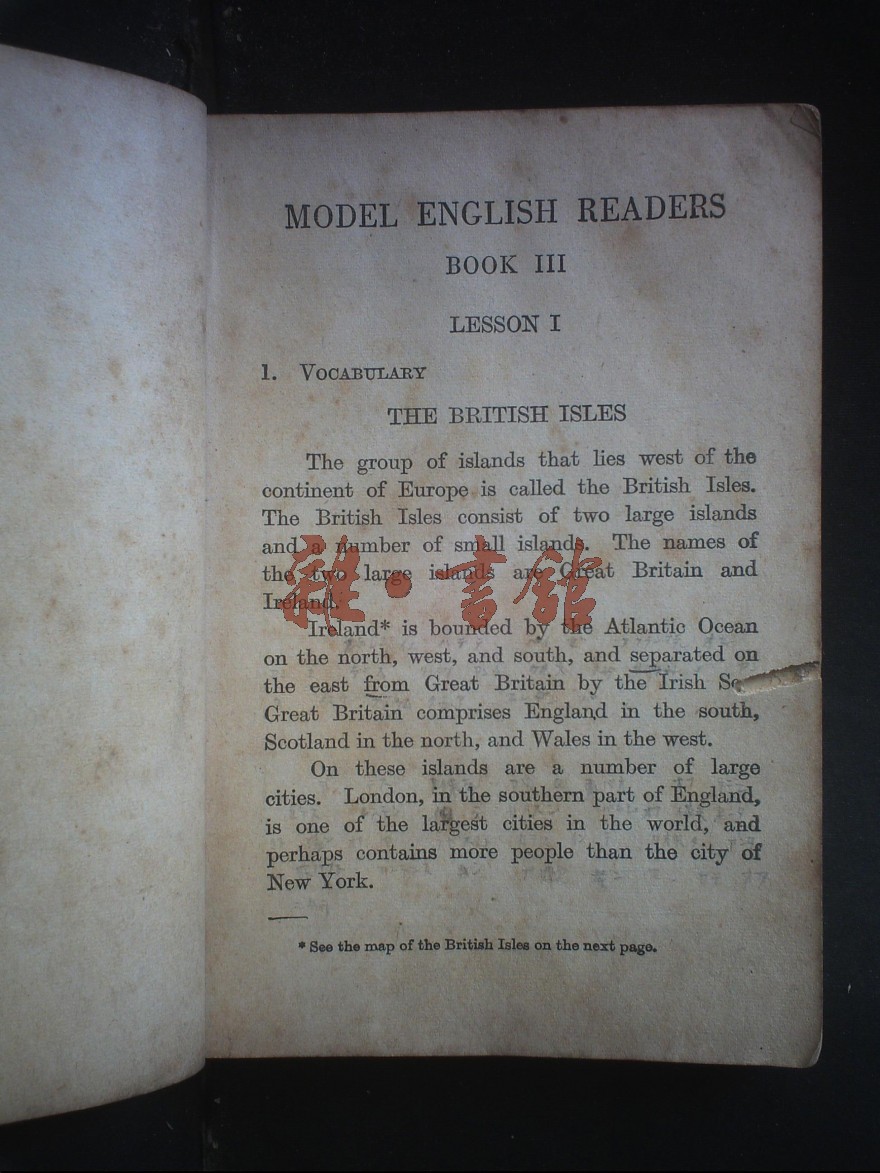 MODEL ENGLISH READERS
BOOK III
LESSON I
1. VOCABULARY
THE BRITISH ISLES
The group of islands that lies west of the
continent of Europe is called the British Isles.
The British Isles consist of two large islands
and a number of small islands. The names of
the two large islands are Great Britain and
Ireland.
Ireland* is bounded by the Atlantic Ocean
on the north, west, and south, and separated on
the east from Great Britain by the Irish
Great Britain comprises England in the south,
Scotland in the north, and Wales in the west.
On these islands are a number of large
cities. London, in the southern part of England,
is one of the largest cities in the world, and
perhaps contains more people than the city of
New York.
* See the map of the British Isles on the next page.
雜·書館